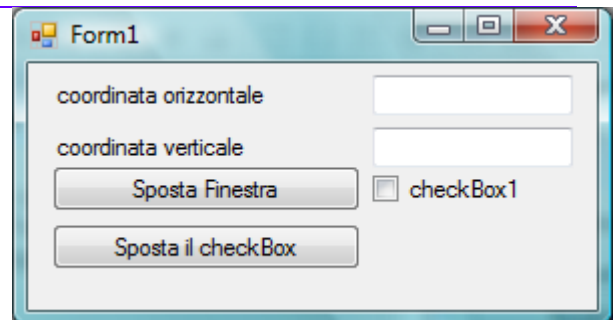 Form1
coordinata orizzontale
coordinata verticale
Sposta Finestra checkBox1
Sposta il checkBox